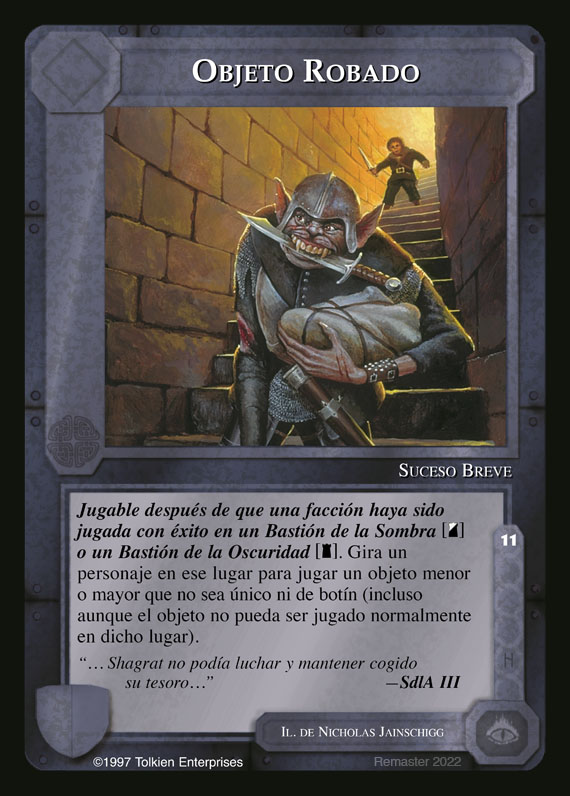 Objeto Robado
Suceso Breve
Jugable después de que una facción haya sido
jugada con éxito en un Bastión de la Sombra []
o un Bastión de la Oscuridad []. Gira un
personaje en ese lugar para jugar un objeto menor
o mayor que no sea único ni de botín (incluso
aunque el objeto no pueda ser jugado normalmente
en dicho lugar).
“… Shagrat no podía luchar y mantener cogido
su tesoro…” —SdlA III
11
H
Il. de Nicholas Jainschigg
©1997 Tolkien Enterprises
Remaster 2022